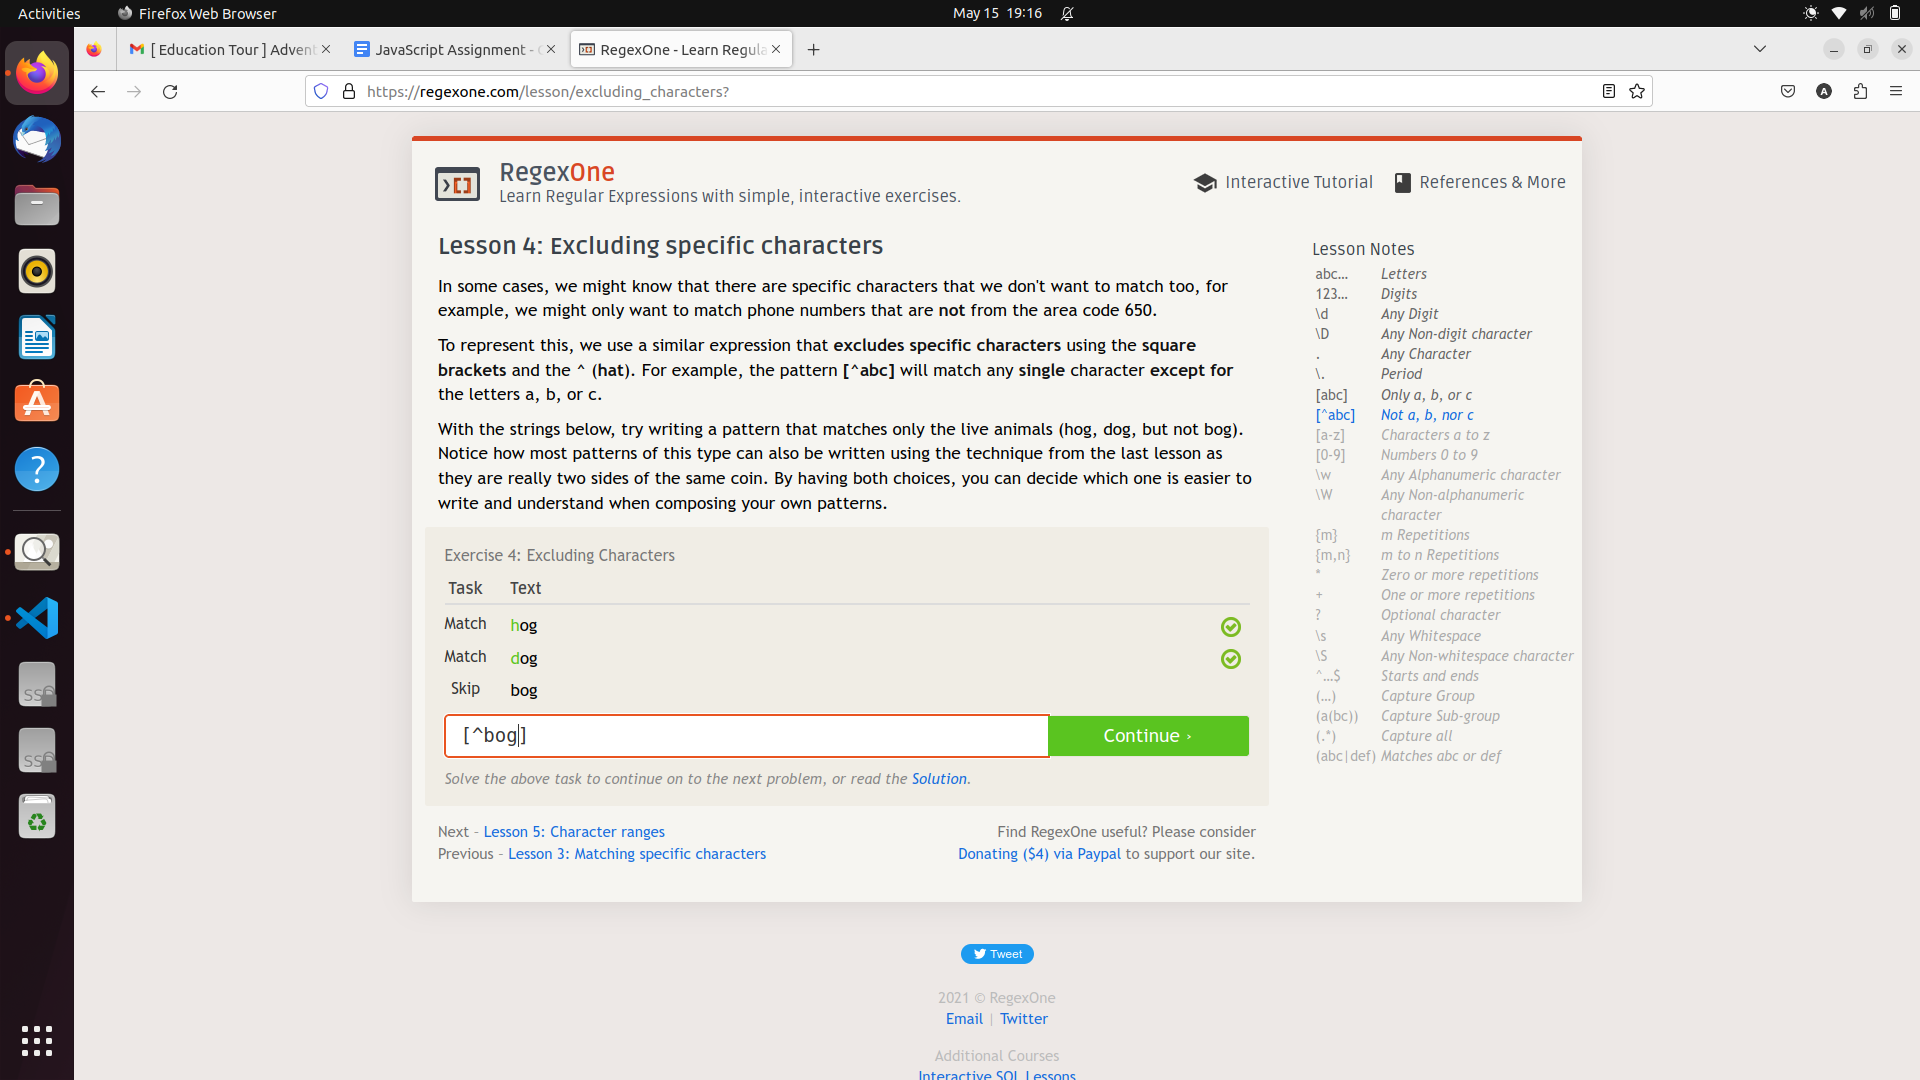 Activities
Firefox Web Browser
May 15 19:16
[ Education Tour ] Advent
JavaScript Assignment -
RegexOne - Learn Regula
https://regexone.com/lesson/excluding_characters?
A
RegexOne
Learn Regular Expressions with simple, interactive exercises.
Interactive Tutorial
References & More
Lesson 4: Excluding specific characters
In some cases, we might know that there are specific characters that we don't want to match too, for
example, we might only want to match phone numbers that are not from the area code 650.
To represent this, we use a similar expression that excludes specific characters using the square
brackets and the ^ (hat). For example, the pattern [^abc] will match any single character except for
the letters a, b, or c.
With the strings below, try writing a pattern that matches only the live animals (hog, dog, but not bog).
Notice how most patterns of this type can also be written using the technique from the last lesson as
they are really two sides of the same coin. By having both choices, you can decide which one is easier to
write and understand when composing your own patterns.
Exercise 4: Excluding Characters
Task Text
Match hog
Match dog
Skip bog
[^bog]
Continue ›
Solve the above task to continue on to the next problem, or read the Solution.
Next – Lesson 5: Character ranges
Previous – Lesson 3: Matching specific characters
Find RegexOne useful? Please consider
Donating ($4) via Paypal to support our site.
Lesson Notes
abc… Letters
123… Digits
\d Any Digit
\D Any Non-digit character
. Any Character
\. Period
[abc] Only a, b, or c
[^abc] Not a, b, nor c
[a-z] Characters a to z
[0-9] Numbers 0 to 9
\w Any Alphanumeric character
\W Any Non-alphanumeric
character
{m} m Repetitions
{m,n} m to n Repetitions
* Zero or more repetitions
+ One or more repetitions
? Optional character
\s Any Whitespace
\S Any Non-whitespace character
^…$ Starts and ends
(…) Capture Group
(a(bc)) Capture Sub-group
(.*) Capture all
(abc|def) Matches abc or def
Tweet
2021 © RegexOne
Email | Twitter
Additional Courses
Interactive SQL Lessons